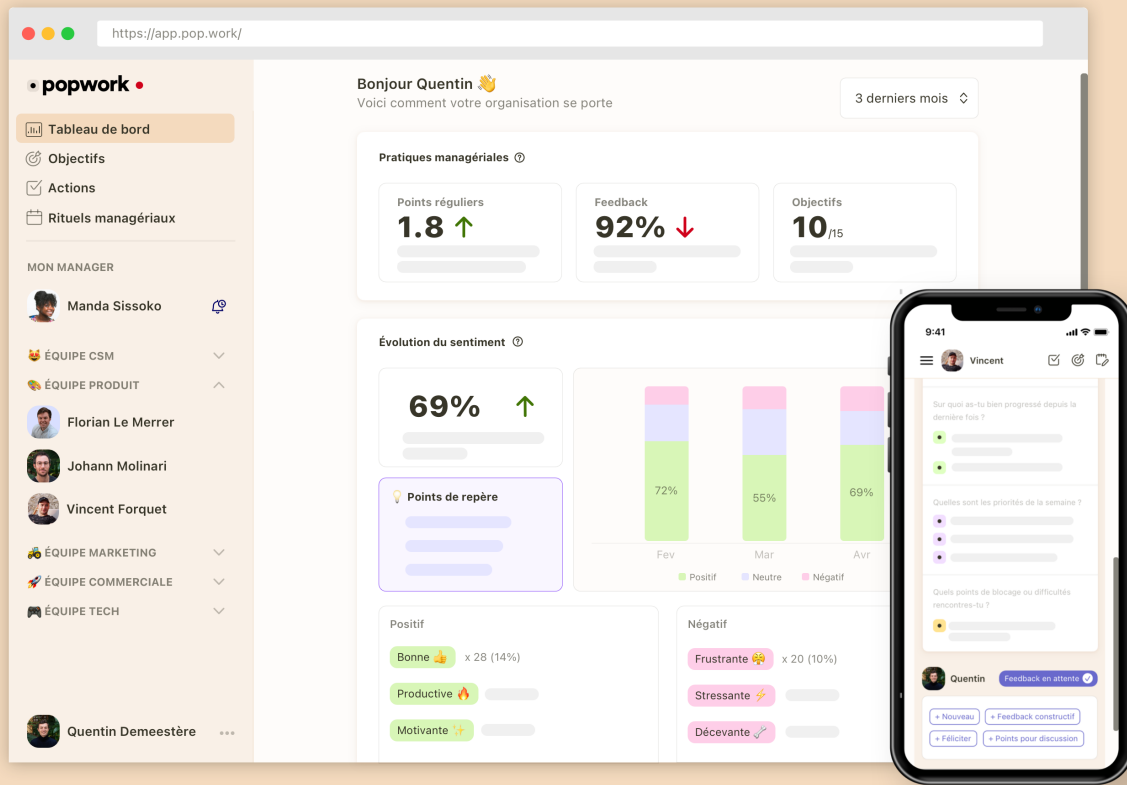 https://app.pop.work/
popwork
Tableau de bord
Objectifs
Actions
Rituels managériaux
MON MANAGER
Manda Sissoko
ÉQUIPE CSM
ÉQUIPE PRODUIT
Florian Le Merrer
Johann Molinari
Vincent Forquet
ÉQUIPE MARKETING
ÉQUIPE COMMERCIALE
ÉQUIPE TECH
Quentin Demeestère
Bonjour Quentin 👋
Voici comment votre organisation se porte
3 derniers mois
Pratiques managériales
Points réguliers
1.8
Feedback
92%
Objectifs
10/15
Évolution du sentiment
69%
Points de repère
72%
55%
69%
Fev
Mar
Avr
Positif
Neutre
Négatif
Positif
Bonne 👍 x 28 (14%)
Productive 🔥
Motivante ✨
Négatif
Frustrante 😤 x 20 (10%)
Stressante ⚡
Décevante
9:41
Vincent
Sur quoi as-tu bien progressé depuis la
dernière fois ?
Quelles sont les priorités de la semaine ?
Quels points de blocage ou difficultés
rencontres-tu ?
Quentin
Feedback en attente
+ Nouveau
+ Feedback constructif
+ Féliciter
+ Points pour discussion